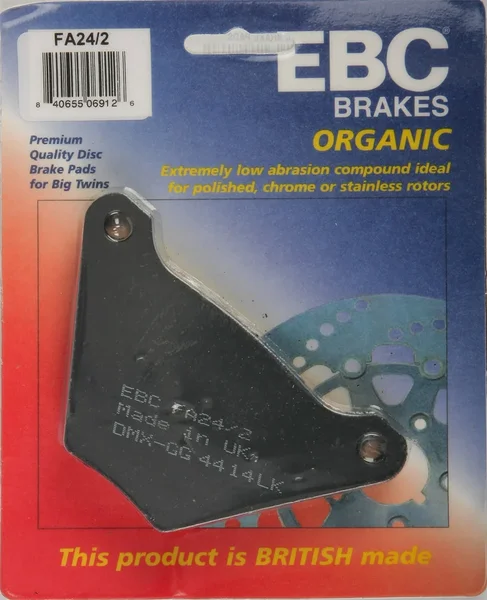 FA24/2
8 40655 06912 6
EBC
BRAKES
ORGANIC
Premium
Quality Disc
Brake Pads
for Big Twins
Extremely low abrasion compound ideal
for polished, chrome or stainless rotors
EBC FA24/2
Made in UK
DMX-GG 4414LK
This product is BRITISH made